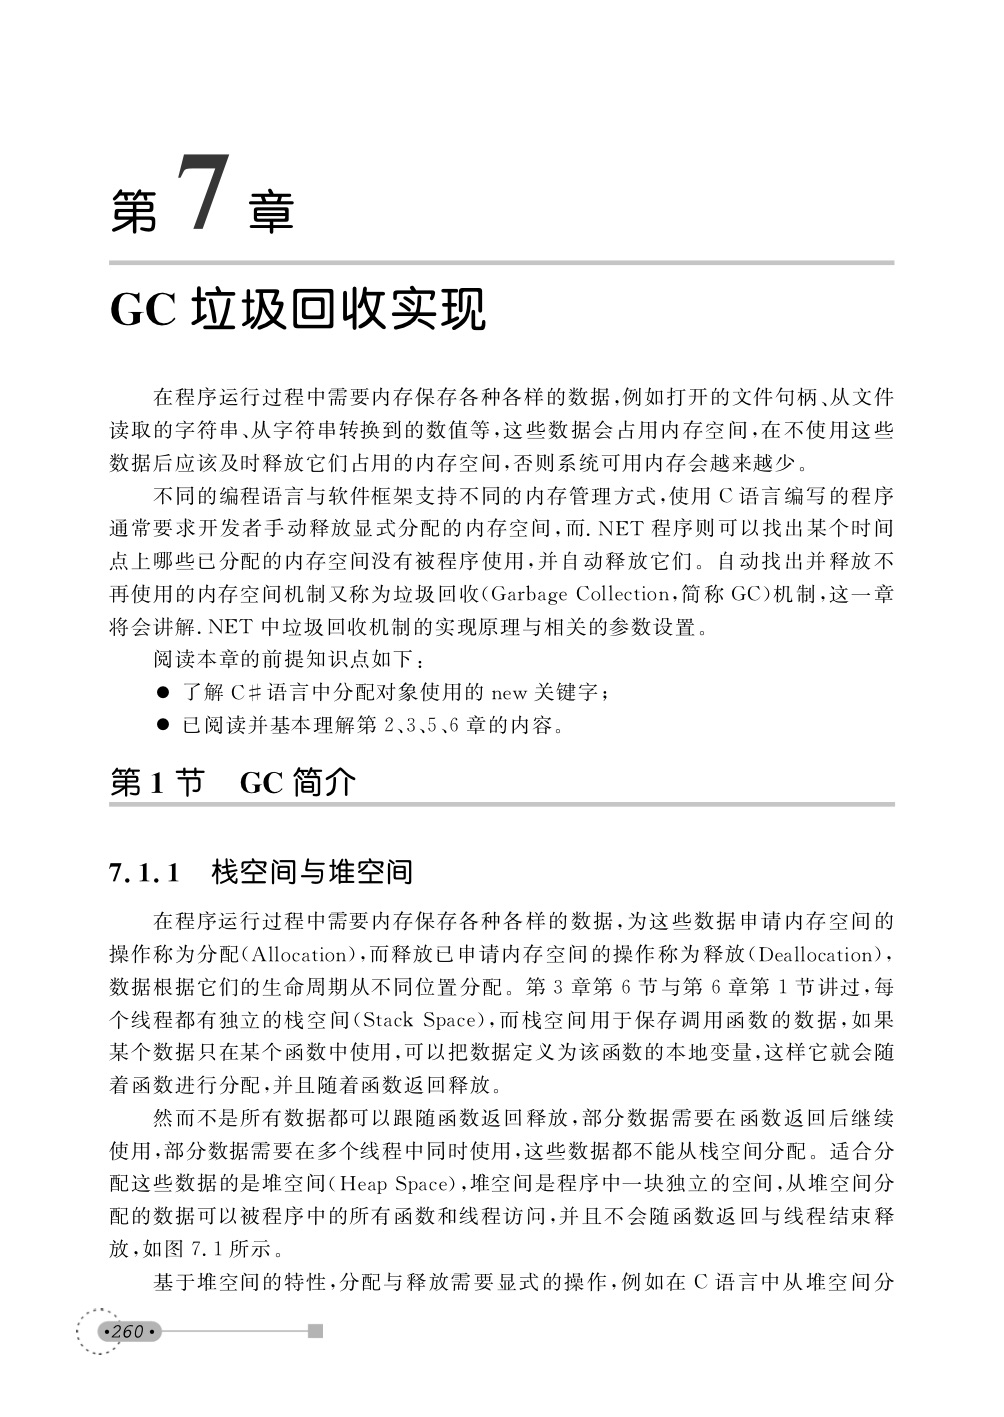 第7章
GC 垃圾回收实现
在程序运行过程中需要内存保存各种各样的数据,例如打开的文件句柄、从文件
读取的字符串、从字符串转换到的数值等,这些数据会占用内存空间,在不使用这些
数据后应该及时释放它们占用的内存空间,否则系统可用内存会越来越少。
不同的编程语言与软件框架支持不同的内存管理方式,使用 C 语言编写的程序
通常要求开发者手动释放显式分配的内存空间,而. NET 程序则可以找出某个时间
点上哪些已分配的内存空间没有被程序使用,并自动释放它们。自动找出并释放不
再使用的内存空间机制又称为垃圾回收(Garbage Collection,简称 GC)机制,这一章
将会讲解. NET 中垃圾回收机制的实现原理与相关的参数设置。
阅读本章的前提知识点如下:
● 了解 C♯语言中分配对象使用的 new 关键字;
● 已阅读并基本理解第 2、3、5、6 章的内容。
第 1 节 GC 简介
7. 1. 1 栈空间与堆空间
在程序运行过程中需要内存保存各种各样的数据,为这些数据申请内存空间的
操作称为分配(Allocation),而释放已申请内存空间的操作称为释放(Deallocation),
数据根据它们的生命周期从不同位置分配。第 3 章第 6 节与第 6 章第 1 节讲过,每
个线程都有独立的栈空间(Stack Space),而栈空间用于保存调用函数的数据,如果
某个数据只在某个函数中使用,可以把数据定义为该函数的本地变量,这样它就会随
着函数进行分配,并且随着函数返回释放。
然而不是所有数据都可以跟随函数返回释放,部分数据需要在函数返回后继续
使用,部分数据需要在多个线程中同时使用,这些数据都不能从栈空间分配。适合分
配这些数据的是堆空间(Heap Space),堆空间是程序中一块独立的空间,从堆空间分
配的数据可以被程序中的所有函数和线程访问,并且不会随函数返回与线程结束释
放,如图 7. 1 所示。
基于堆空间的特性,分配与释放需要显式的操作,例如在 C 语言中从堆空间分
·260·